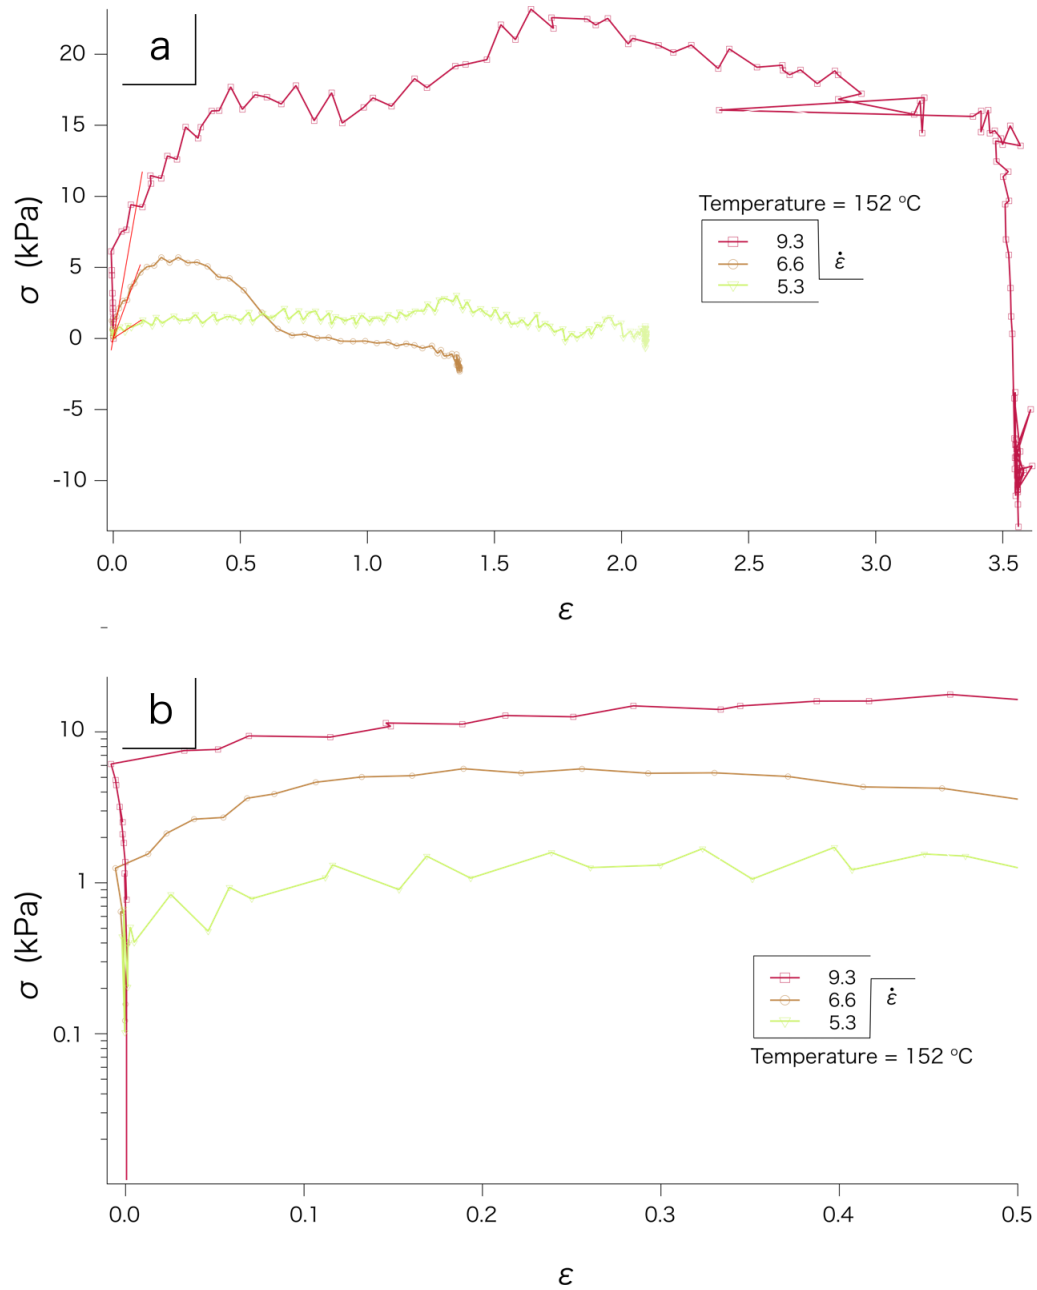 a
20
15
10
5
0
-5
-10
σ (kPa)
Temperature = 152 °C
9.3
6.6
5.3
ε̇
0.0 0.5 1.0 1.5 2.0 2.5 3.0 3.5
ε
b
10
1
0.1
σ (kPa)
9.3
6.6
5.3
ε̇
Temperature = 152 °C
0.0 0.1 0.2 0.3 0.4 0.5
ε